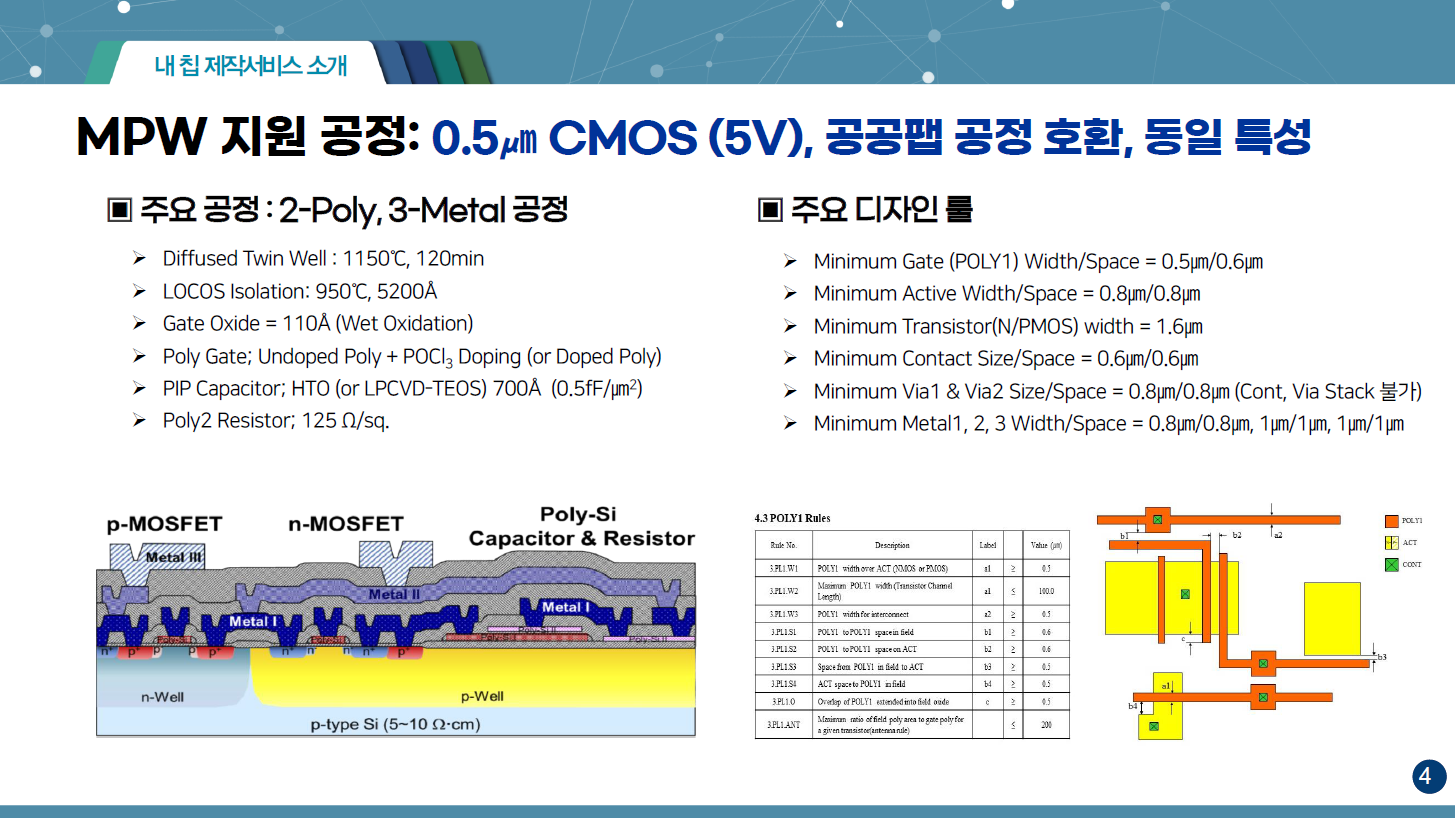 내 칩 제작서비스 소개
MPW 지원 공정: 0.5㎛ CMOS (5V), 공공팹 공정 호환, 동일 특성
▣ 주요 공정 : 2-Poly, 3-Metal 공정
➢ Diffused Twin Well : 1150℃, 120min
➢ LOCOS Isolation: 950℃, 5200Å
➢ Gate Oxide = 110Å (Wet Oxidation)
➢ Poly Gate; Undoped Poly + POCl₃ Doping (or Doped Poly)
➢ PIP Capacitor; HTO (or LPCVD-TEOS) 700Å (0.5fF/㎛²)
➢ Poly2 Resistor; 125 Ω/sq.
▣ 주요 디자인 룰
➢ Minimum Gate (POLY1) Width/Space = 0.5㎛/0.6㎛
➢ Minimum Active Width/Space = 0.8㎛/0.8㎛
➢ Minimum Transistor(N/PMOS) width = 1.6㎛
➢ Minimum Contact Size/Space = 0.6㎛/0.6㎛
➢ Minimum Via1 & Via2 Size/Space = 0.8㎛/0.8㎛ (Cont, Via Stack 불가)
➢ Minimum Metal1, 2, 3 Width/Space = 0.8㎛/0.8㎛, 1㎛/1㎛, 1㎛/1㎛
p-MOSFET n-MOSFET Poly-Si
Capacitor & Resistor
Metal III
Metal II
Metal I Metal I
Poly-Si II
Poly-Si I Poly-Si I Poly-Si I Poly-Si II
n⁺ p⁺ p⁻ p⁻ p⁺ n⁺ n⁻ n⁻ n⁺ p⁺
n-Well p-Well
p-type Si (5~10 Ω·cm)
4.3 POLY1 Rules
Rule No. Description Label Value (㎛)
3.PL1.W1 POLY1 width over ACT (NMOS or PMOS) a1 ≥ 0.5
3.PL1.W2 Maximum POLY1 width (Transistor Channel
Length) a1 ≤ 100.0
3.PL1.W3 POLY1 width for interconnect a2 ≥ 0.5
3.PL1.S1 POLY1 to POLY1 space in field b1 ≥ 0.6
3.PL1.S2 POLY1 to POLY1 space on ACT b2 ≥ 0.6
3.PL1.S3 Space from POLY1 in field to ACT b3 ≥ 0.5
3.PL1.S4 ACT space to POLY1 in field b4 ≥ 0.5
3.PL1.O Overlap of POLY1 extended into field oxide c ≥ 0.5
3.PL1.ANT Maximum ratio of field poly area to gate poly for
a given transistor(antenna rule) ≤ 200
b1 b2 a2
c
b3
a1
b4
POLY1
ACT
CONT
4